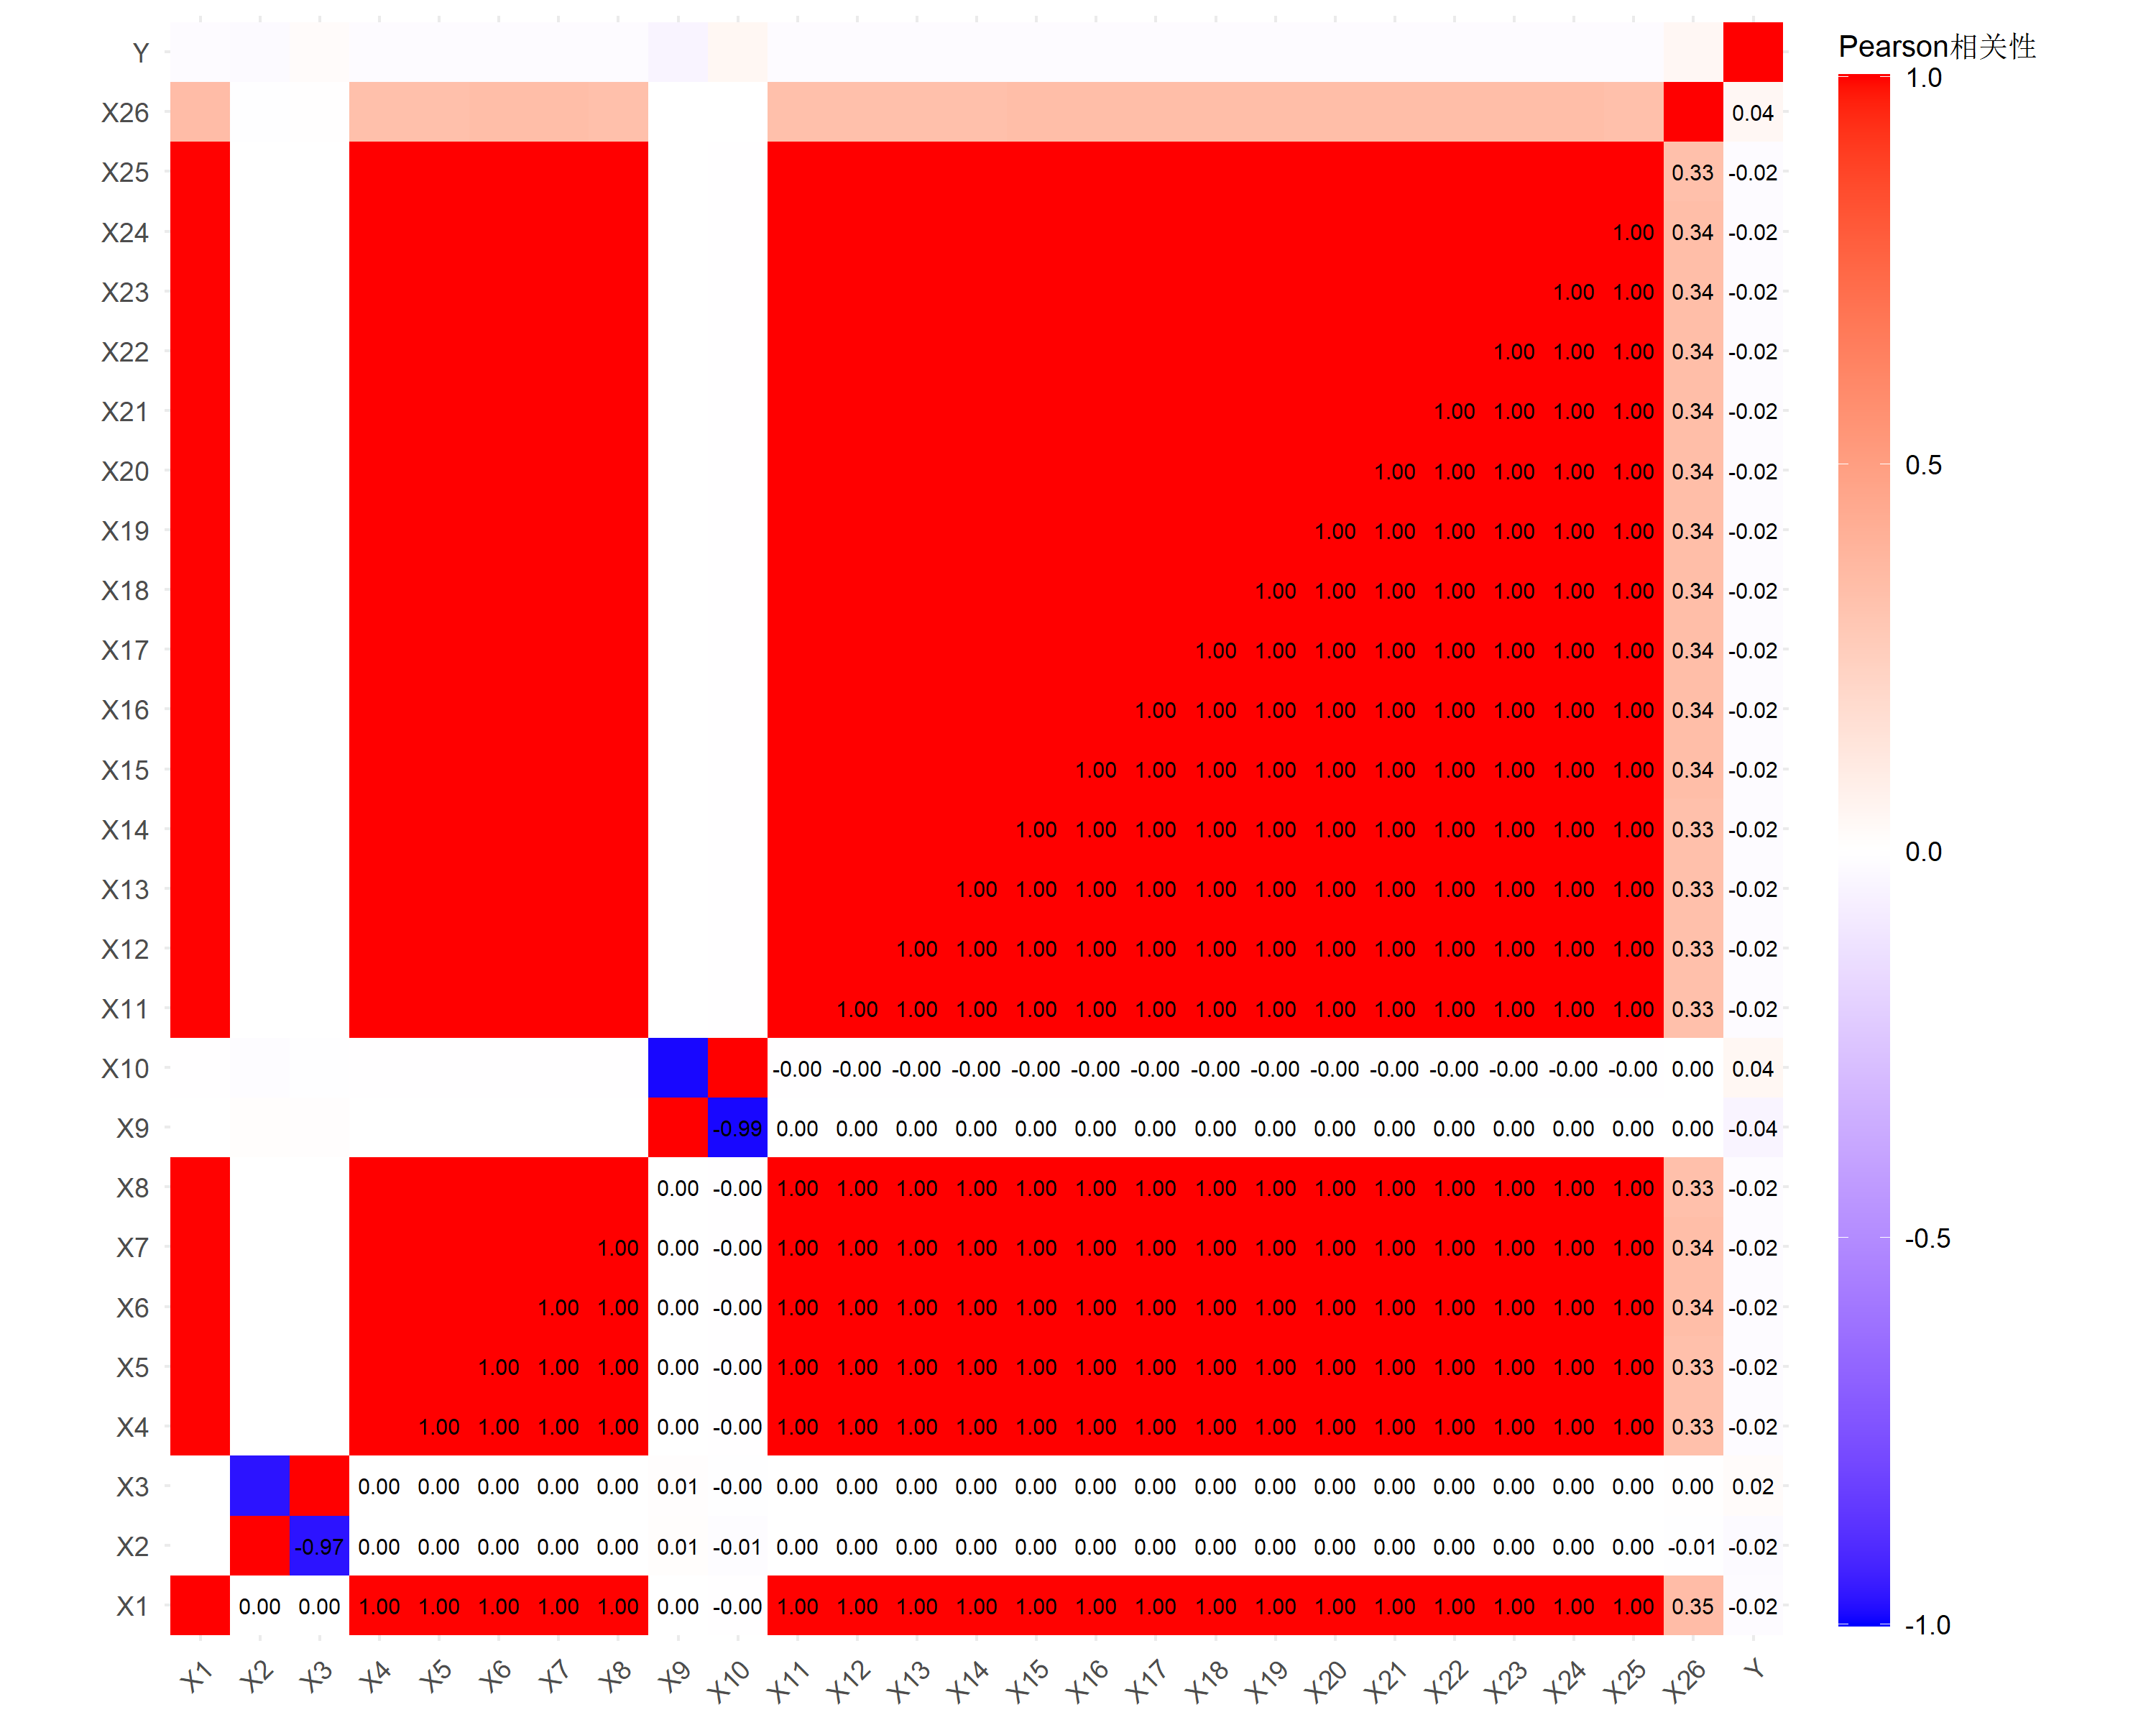 Pearson相关性
1.0
0.5
0.0
-0.5
-1.0
Y
X26 0.04
X25 0.33 -0.02
X24 1.00 0.34 -0.02
X23 1.00 1.00 0.34 -0.02
X22 1.00 1.00 1.00 0.34 -0.02
X21 1.00 1.00 1.00 1.00 0.34 -0.02
X20 1.00 1.00 1.00 1.00 1.00 0.34 -0.02
X19 1.00 1.00 1.00 1.00 1.00 1.00 0.34 -0.02
X18 1.00 1.00 1.00 1.00 1.00 1.00 1.00 0.34 -0.02
X17 1.00 1.00 1.00 1.00 1.00 1.00 1.00 1.00 0.34 -0.02
X16 1.00 1.00 1.00 1.00 1.00 1.00 1.00 1.00 1.00 0.34 -0.02
X15 1.00 1.00 1.00 1.00 1.00 1.00 1.00 1.00 1.00 1.00 0.34 -0.02
X14 1.00 1.00 1.00 1.00 1.00 1.00 1.00 1.00 1.00 1.00 1.00 0.33 -0.02
X13 1.00 1.00 1.00 1.00 1.00 1.00 1.00 1.00 1.00 1.00 1.00 1.00 0.33 -0.02
X12 1.00 1.00 1.00 1.00 1.00 1.00 1.00 1.00 1.00 1.00 1.00 1.00 1.00 0.33 -0.02
X11 1.00 1.00 1.00 1.00 1.00 1.00 1.00 1.00 1.00 1.00 1.00 1.00 1.00 1.00 0.33 -0.02
X10 -0.00 -0.00 -0.00 -0.00 -0.00 -0.00 -0.00 -0.00 -0.00 -0.00 -0.00 -0.00 -0.00 -0.00 -0.00 0.00 0.04
X9 -0.99 0.00 0.00 0.00 0.00 0.00 0.00 0.00 0.00 0.00 0.00 0.00 0.00 0.00 0.00 0.00 0.00 -0.04
X8 0.00 -0.00 1.00 1.00 1.00 1.00 1.00 1.00 1.00 1.00 1.00 1.00 1.00 1.00 1.00 1.00 1.00 0.33 -0.02
X7 1.00 0.00 -0.00 1.00 1.00 1.00 1.00 1.00 1.00 1.00 1.00 1.00 1.00 1.00 1.00 1.00 1.00 1.00 0.34 -0.02
X6 1.00 1.00 0.00 -0.00 1.00 1.00 1.00 1.00 1.00 1.00 1.00 1.00 1.00 1.00 1.00 1.00 1.00 1.00 1.00 0.34 -0.02
X5 1.00 1.00 1.00 0.00 -0.00 1.00 1.00 1.00 1.00 1.00 1.00 1.00 1.00 1.00 1.00 1.00 1.00 1.00 1.00 1.00 0.33 -0.02
X4 1.00 1.00 1.00 1.00 0.00 -0.00 1.00 1.00 1.00 1.00 1.00 1.00 1.00 1.00 1.00 1.00 1.00 1.00 1.00 1.00 1.00 0.33 -0.02
X3 0.00 0.00 0.00 0.00 0.00 0.01 -0.00 0.00 0.00 0.00 0.00 0.00 0.00 0.00 0.00 0.00 0.00 0.00 0.00 0.00 0.00 0.00 0.00 0.02
X2 -0.97 0.00 0.00 0.00 0.00 0.00 0.01 -0.01 0.00 0.00 0.00 0.00 0.00 0.00 0.00 0.00 0.00 0.00 0.00 0.00 0.00 0.00 0.00 -0.01 -0.02
X1 0.00 0.00 1.00 1.00 1.00 1.00 1.00 0.00 -0.00 1.00 1.00 1.00 1.00 1.00 1.00 1.00 1.00 1.00 1.00 1.00 1.00 1.00 1.00 1.00 0.35 -0.02
X1 X2 X3 X4 X5 X6 X7 X8 X9 X10 X11 X12 X13 X14 X15 X16 X17 X18 X19 X20 X21 X22 X23 X24 X25 X26 Y